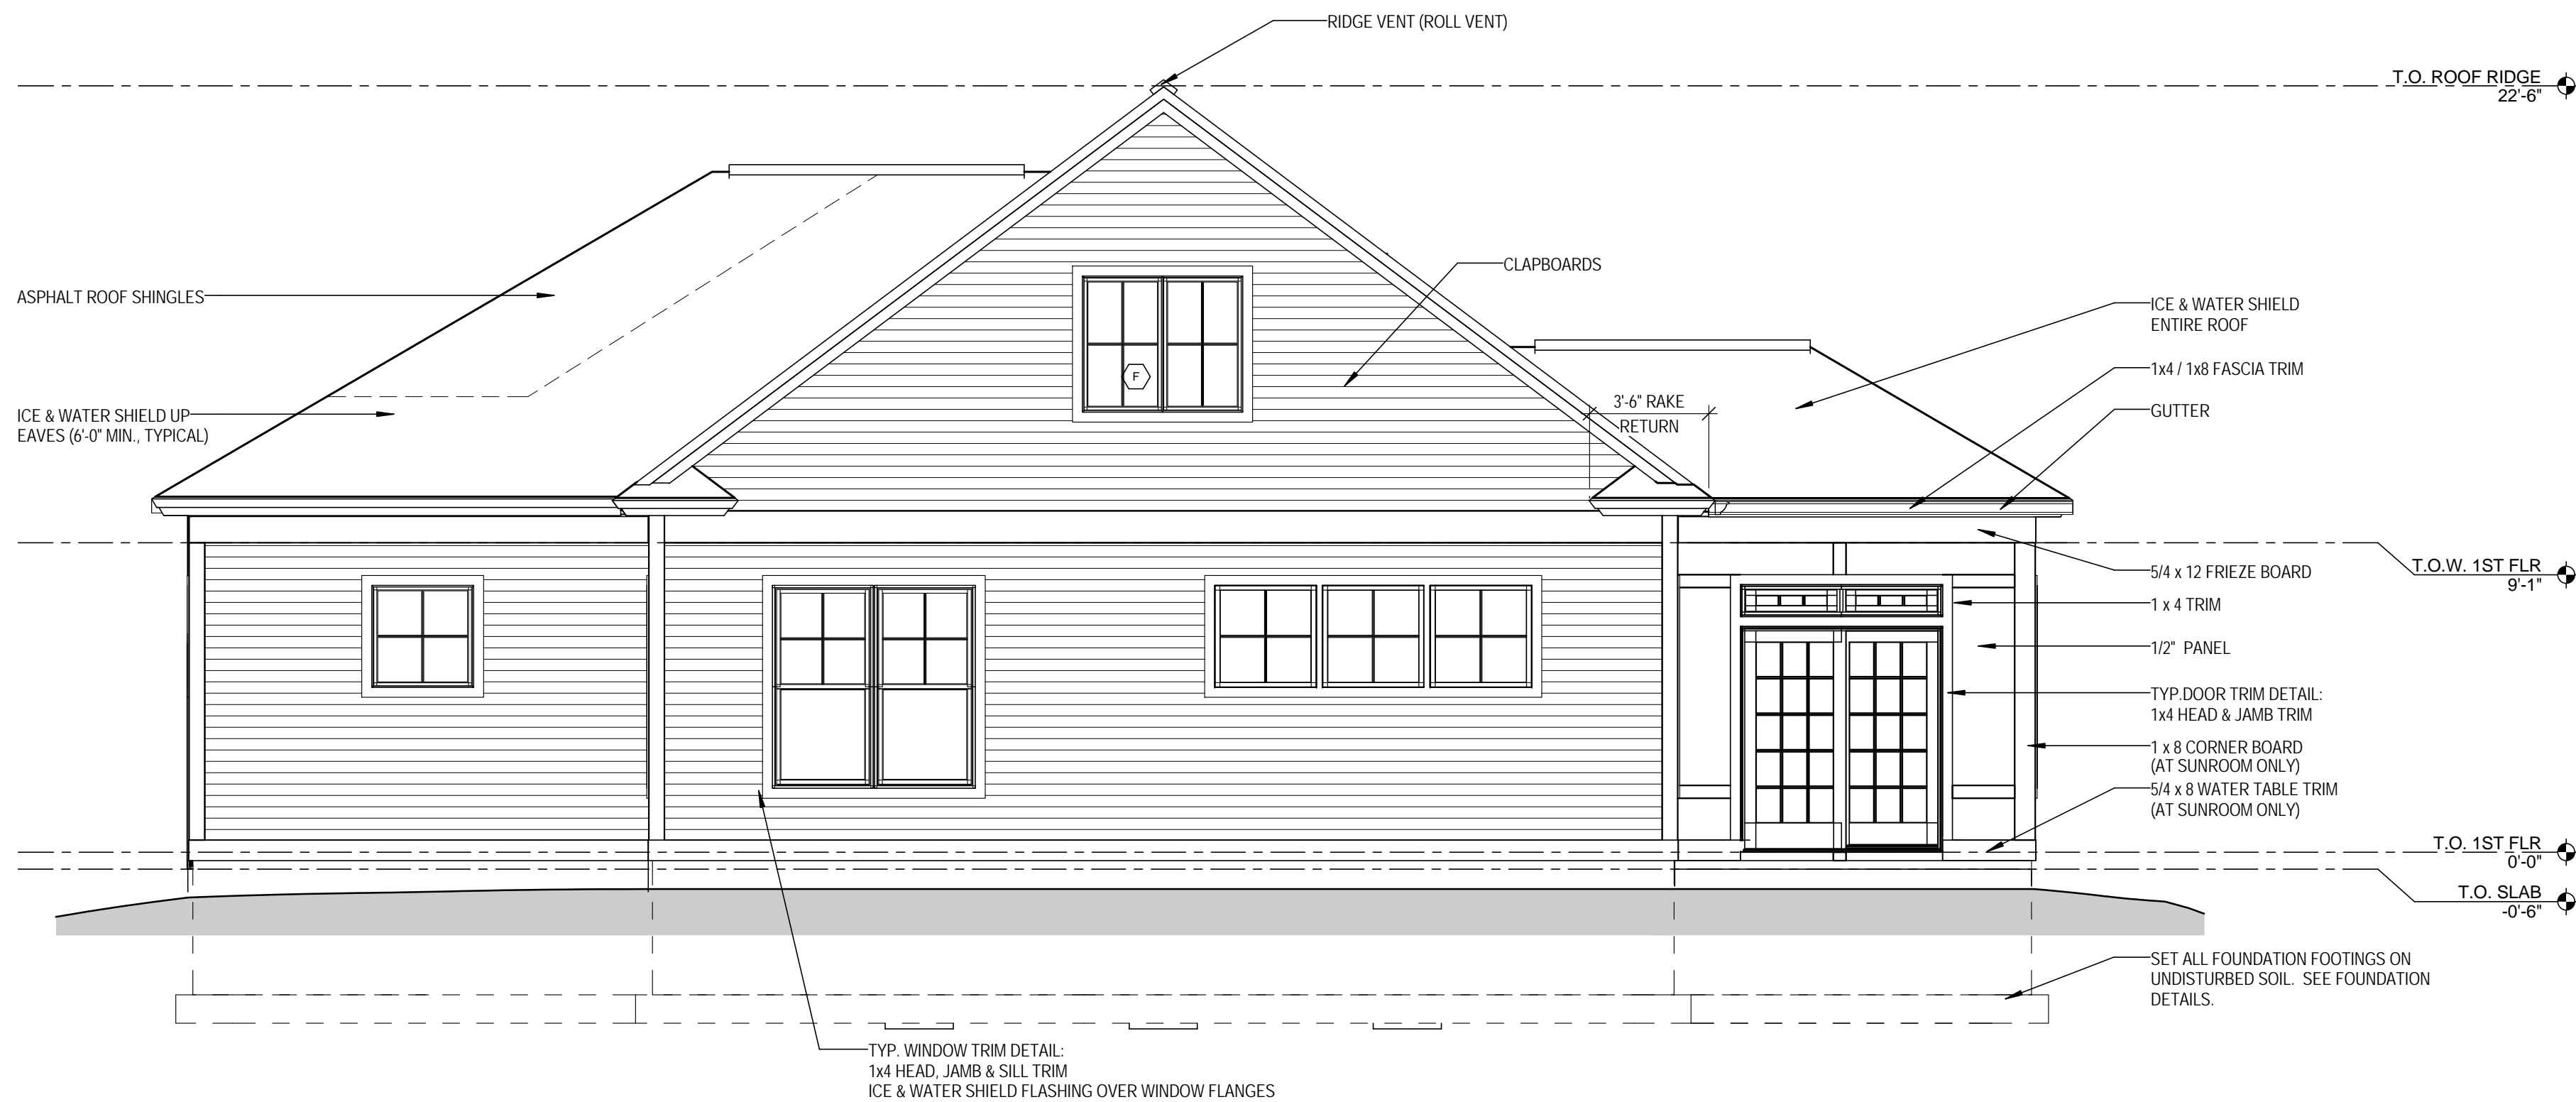 RIDGE VENT (ROLL VENT)
T.O. ROOF RIDGE
22'-6"
CLAPBOARDS
ASPHALT ROOF SHINGLES
ICE & WATER SHIELD
ENTIRE ROOF
1x4 / 1x8 FASCIA TRIM
F
3'-6" RAKE
RETURN
GUTTER
ICE & WATER SHIELD UP
EAVES (6'-0" MIN., TYPICAL)
T.O.W. 1ST FLR
9'-1"
5/4 x 12 FRIEZE BOARD
1 x 4 TRIM
1/2" PANEL
TYP.DOOR TRIM DETAIL:
1x4 HEAD & JAMB TRIM
1 x 8 CORNER BOARD
(AT SUNROOM ONLY)
5/4 x 8 WATER TABLE TRIM
(AT SUNROOM ONLY)
T.O. 1ST FLR
0'-0"
T.O. SLAB
-0'-6"
SET ALL FOUNDATION FOOTINGS ON
UNDISTURBED SOIL. SEE FOUNDATION
DETAILS.
TYP. WINDOW TRIM DETAIL:
1x4 HEAD, JAMB & SILL TRIM
ICE & WATER SHIELD FLASHING OVER WINDOW FLANGES